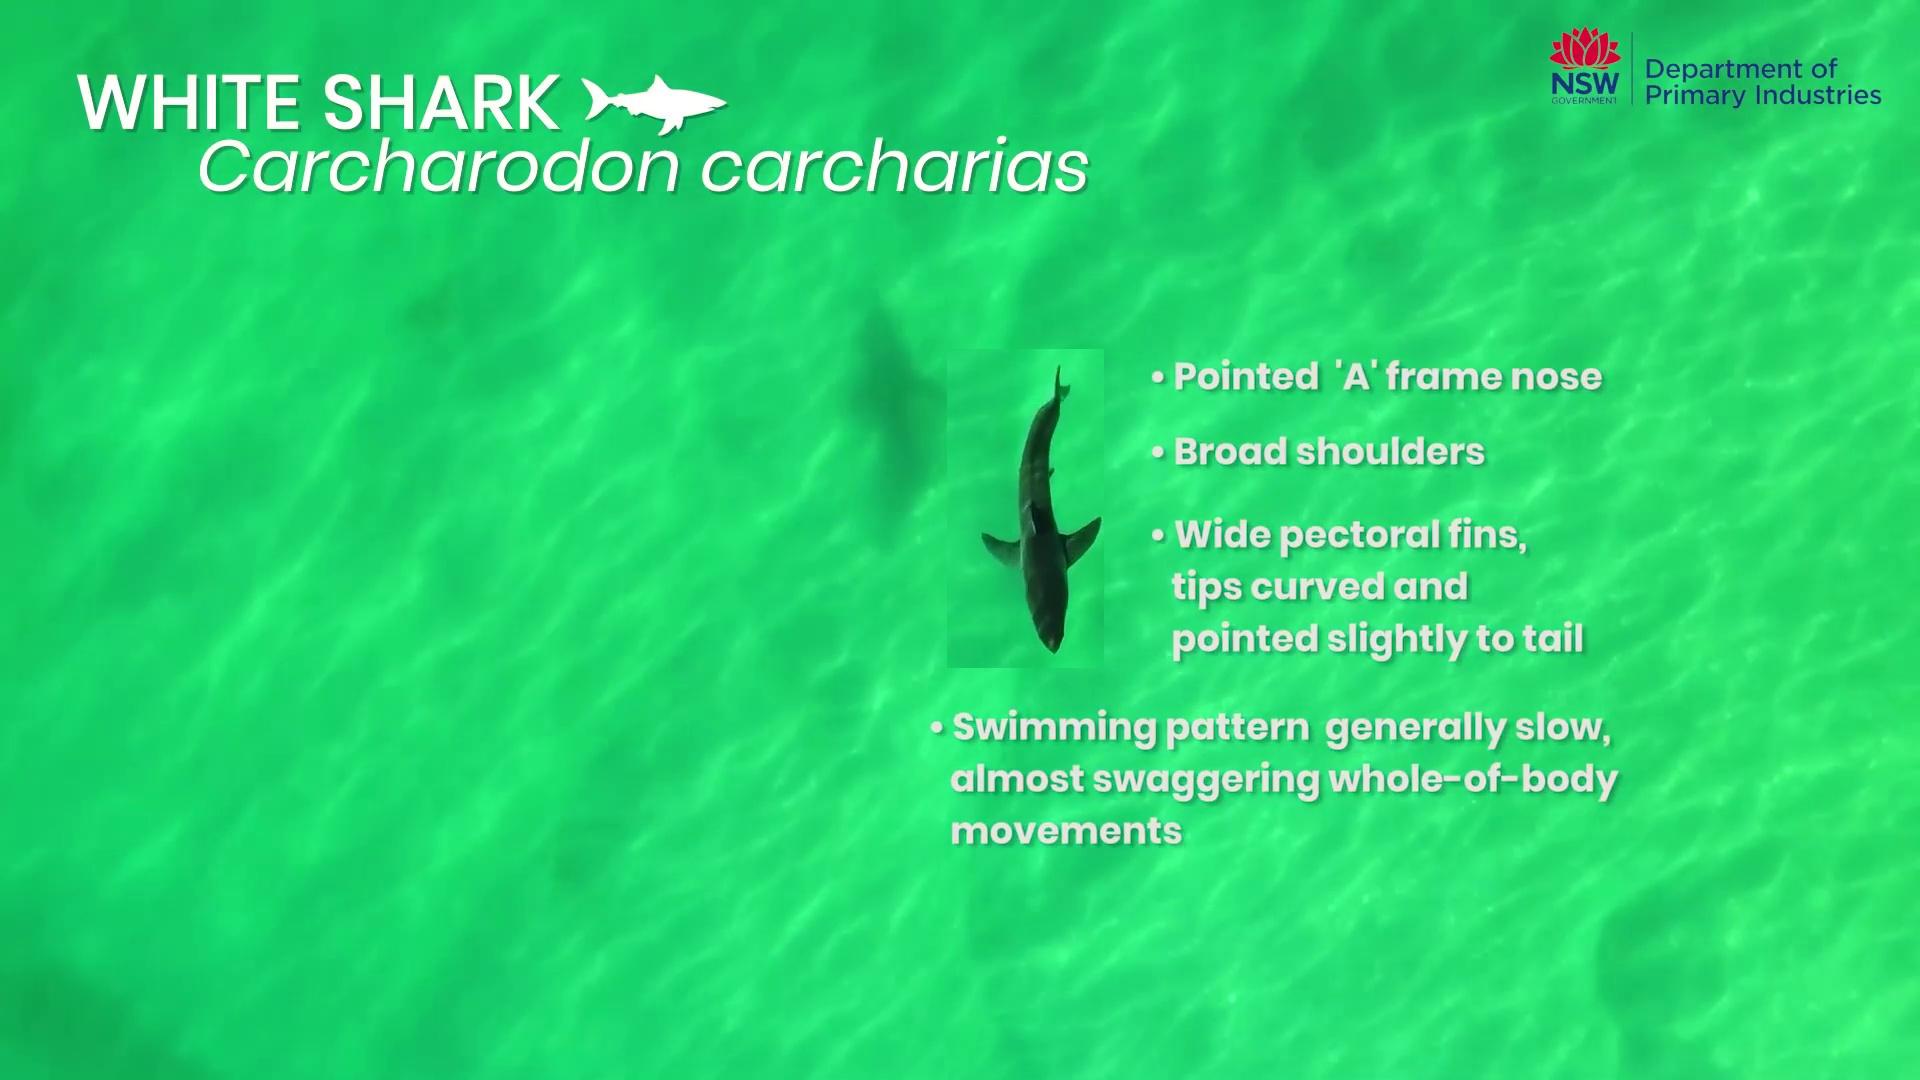 WHITE SHARK
Carcharodon carcharias
NSW
GOVERNMENT
Department of
Primary Industries
• Pointed 'A' frame nose
• Broad shoulders
• Wide pectoral fins,
tips curved and
pointed slightly to tail
• Swimming pattern generally slow,
almost swaggering whole-of-body
movements